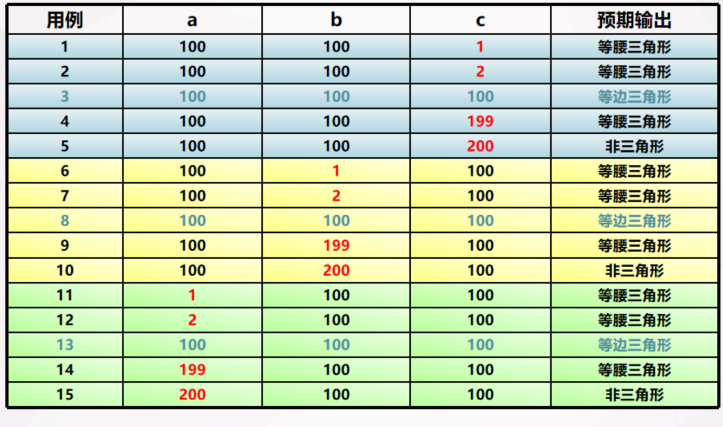 用例 a b c 预期输出
1 100 100 1 等腰三角形
2 100 100 2 等腰三角形
3 100 100 100 等边三角形
4 100 100 199 等腰三角形
5 100 100 200 非三角形
6 100 1 100 等腰三角形
7 100 2 100 等腰三角形
8 100 100 100 等边三角形
9 100 199 100 等腰三角形
10 100 200 100 非三角形
11 1 100 100 等腰三角形
12 2 100 100 等腰三角形
13 100 100 100 等边三角形
14 199 100 100 等腰三角形
15 200 100 100 非三角形